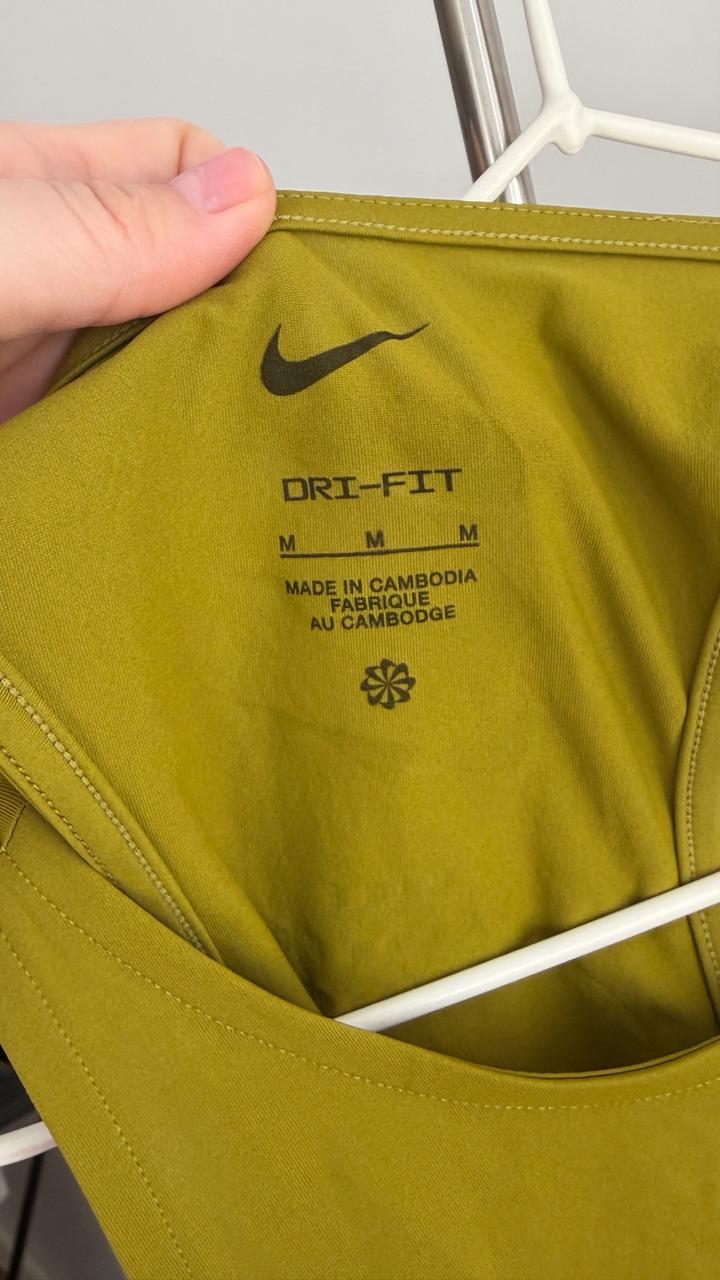 DRI-FIT
M M M
MADE IN CAMBODIA
FABRIQUE
AU CAMBODGE